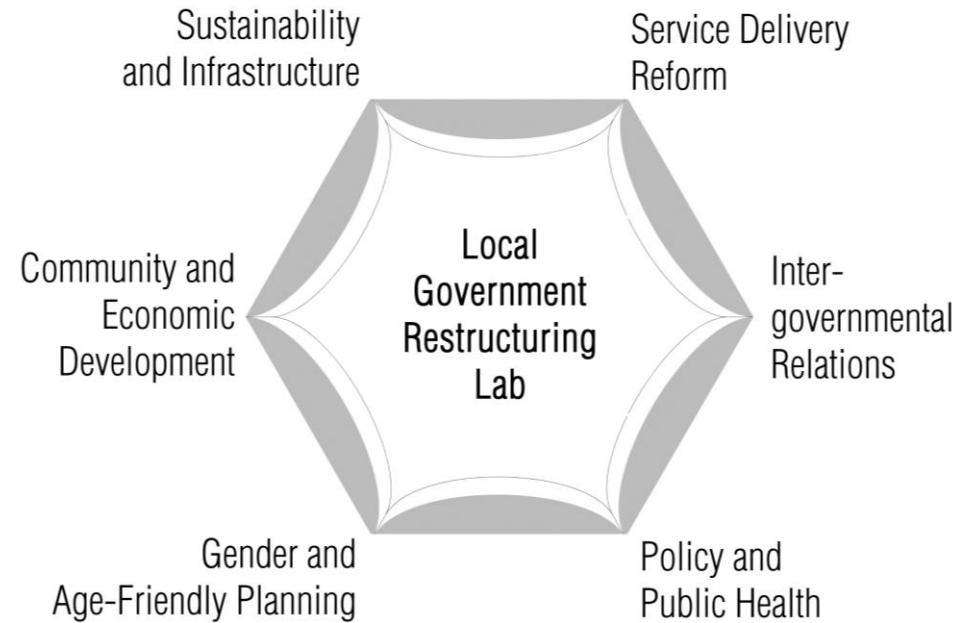 Sustainability
and Infrastructure
Service Delivery
Reform
Community and
Economic
Development
Local
Government
Restructuring
Lab
Inter-
governmental
Relations
Gender and
Age-Friendly Planning
Policy and
Public Health